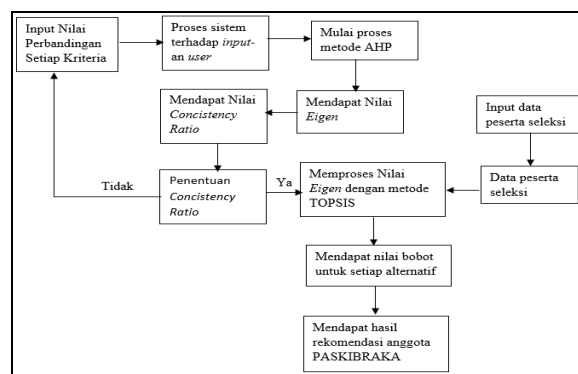 Input Nilai
Perbandingan
Setiap Kriteria
Proses sistem
terhadap input-
an user
Mulai proses
metode AHP
Mendapat Nilai
Concistency
Ratio
Mendapat Nilai
Eigen
Input data
peserta seleksi
Tidak
Penentuan
Concistency
Ratio
Ya
Memproses Nilai
Eigen dengan metode
TOPSIS
Data peserta
seleksi
Mendapat nilai bobot
untuk setiap alternatif
Mendapat hasil
rekomendasi anggota
PASKIBRAKA